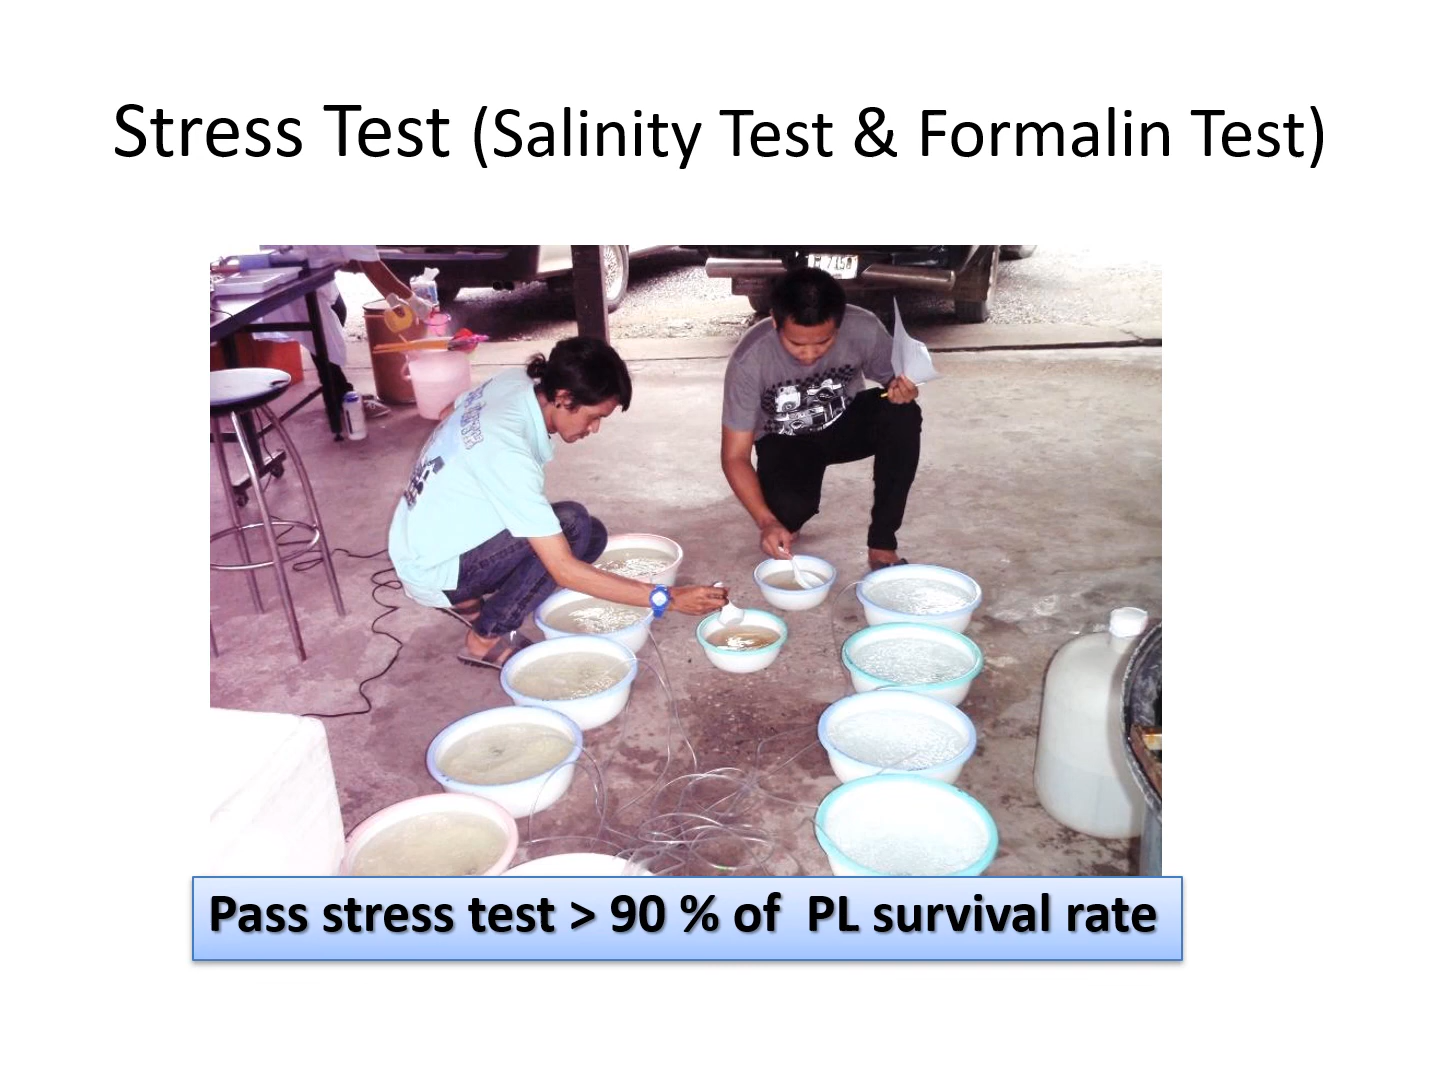 Stress Test (Salinity Test & Formalin Test)
Pass stress test > 90 % of  PL survival rate